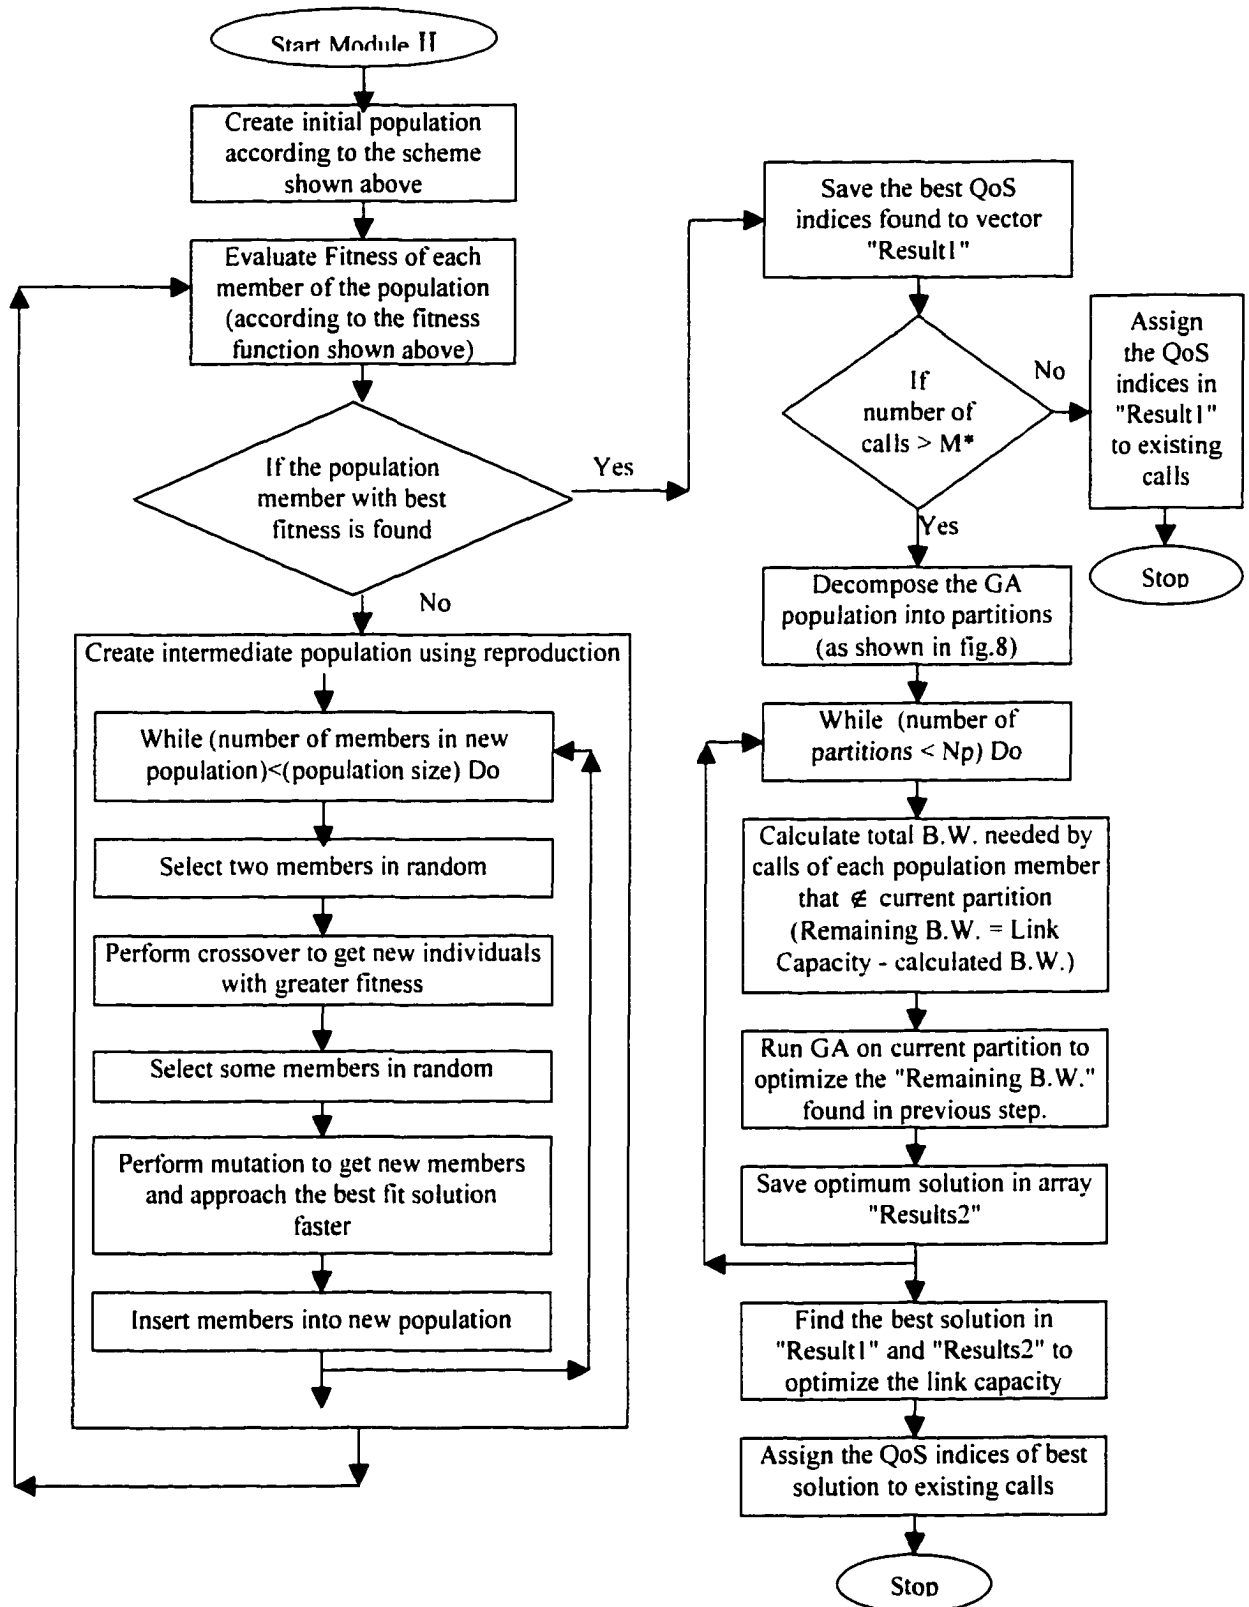 Start Module II
Create initial population
according to the scheme
shown above
Evaluate Fitness of each
member of the population
(according to the fitness
function shown above)
If the population
member with best
fitness is found
Yes
No
Create intermediate population using reproduction
While (number of members in new
population)<(population size) Do
Select two members in random
Perform crossover to get new individuals
with greater fitness
Select some members in random
Perform mutation to get new members
and approach the best fit solution
faster
Insert members into new population
Save the best QoS
indices found to vector
"Result1"
If
number of
calls > M*
No
Assign
the QoS
indices in
"Result1"
to existing
calls
Stop
Yes
Decompose the GA
population into partitions
(as shown in fig.8)
While (number of
partitions < Np) Do
Calculate total B.W. needed by
calls of each population member
that ∉ current partition
(Remaining B.W. = Link
Capacity - calculated B.W.)
Run GA on current partition to
optimize the "Remaining B.W."
found in previous step.
Save optimum solution in array
"Results2"
Find the best solution in
"Result1" and "Results2" to
optimize the link capacity
Assign the QoS indices of best
solution to existing calls
Stop